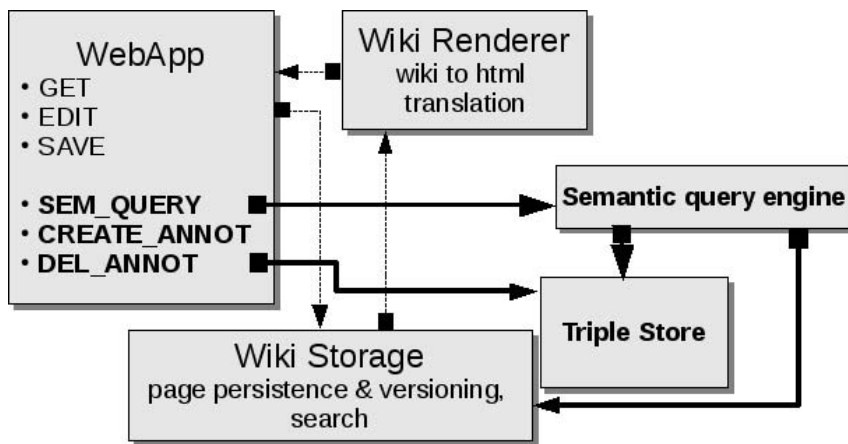 WebApp
• GET
• EDIT
• SAVE
• SEM_QUERY
• CREATE_ANNOT
• DEL_ANNOT
Wiki Renderer
wiki to html
translation
Semantic query engine
Triple Store
Wiki Storage
page persistence & versioning,
search